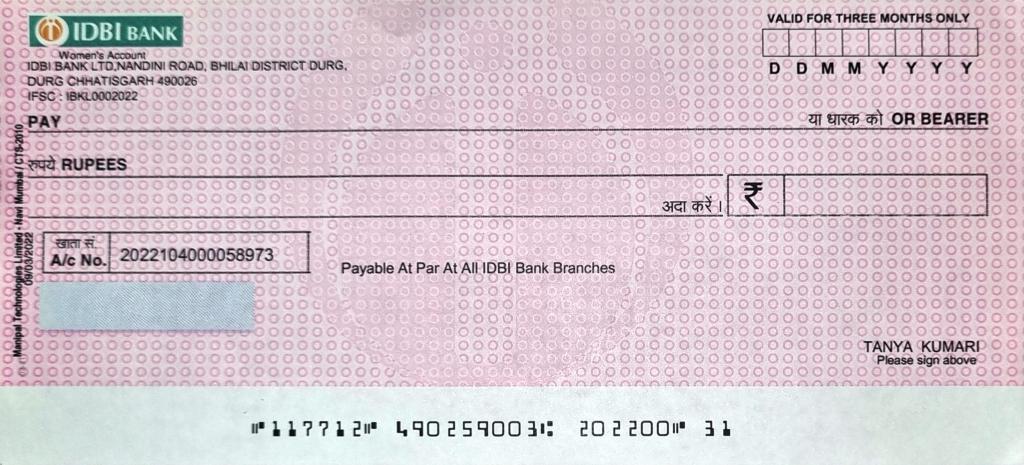 IDBI BANK
Women's Account
IDBI BANK LTD,NANDINI ROAD, BHILAI DISTRICT DURG,
DURG CHHATISGARH 490026
IFSC : IBKL0002022
VALID FOR THREE MONTHS ONLY
D D M M Y Y Y Y
PAY
या धारक को OR BEARER
रुपये RUPEES
अदा करें । ₹
खाता सं.
A/c No. 2022104000058973
Payable At Par At All IDBI Bank Branches
Manipal Technologies Limited - Navi Mumbai / CTS-2010
09/03/2022
TANYA KUMARI
Please sign above
⑈117712⑈ 490259003⑆ 202200⑈ 31